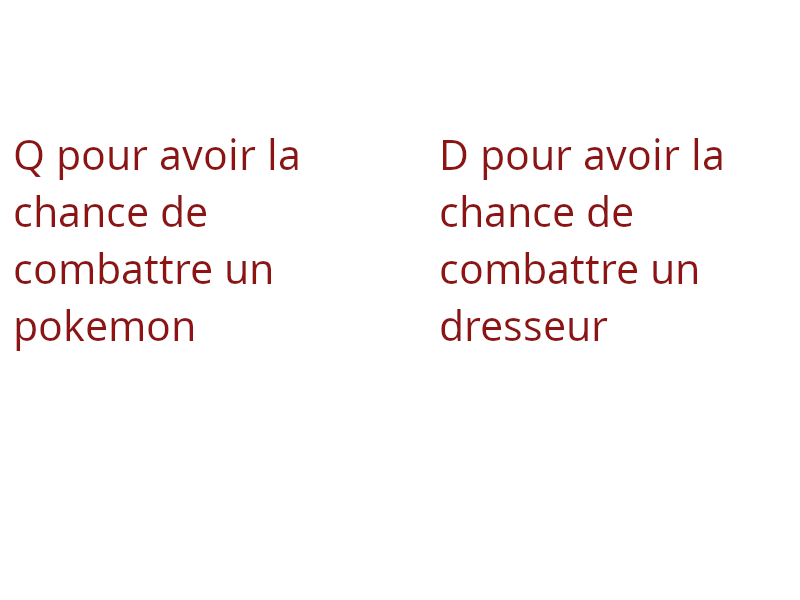 Q pour avoir la
chance de
combattre un
pokemon
D pour avoir la
chance de
combattre un
dresseur